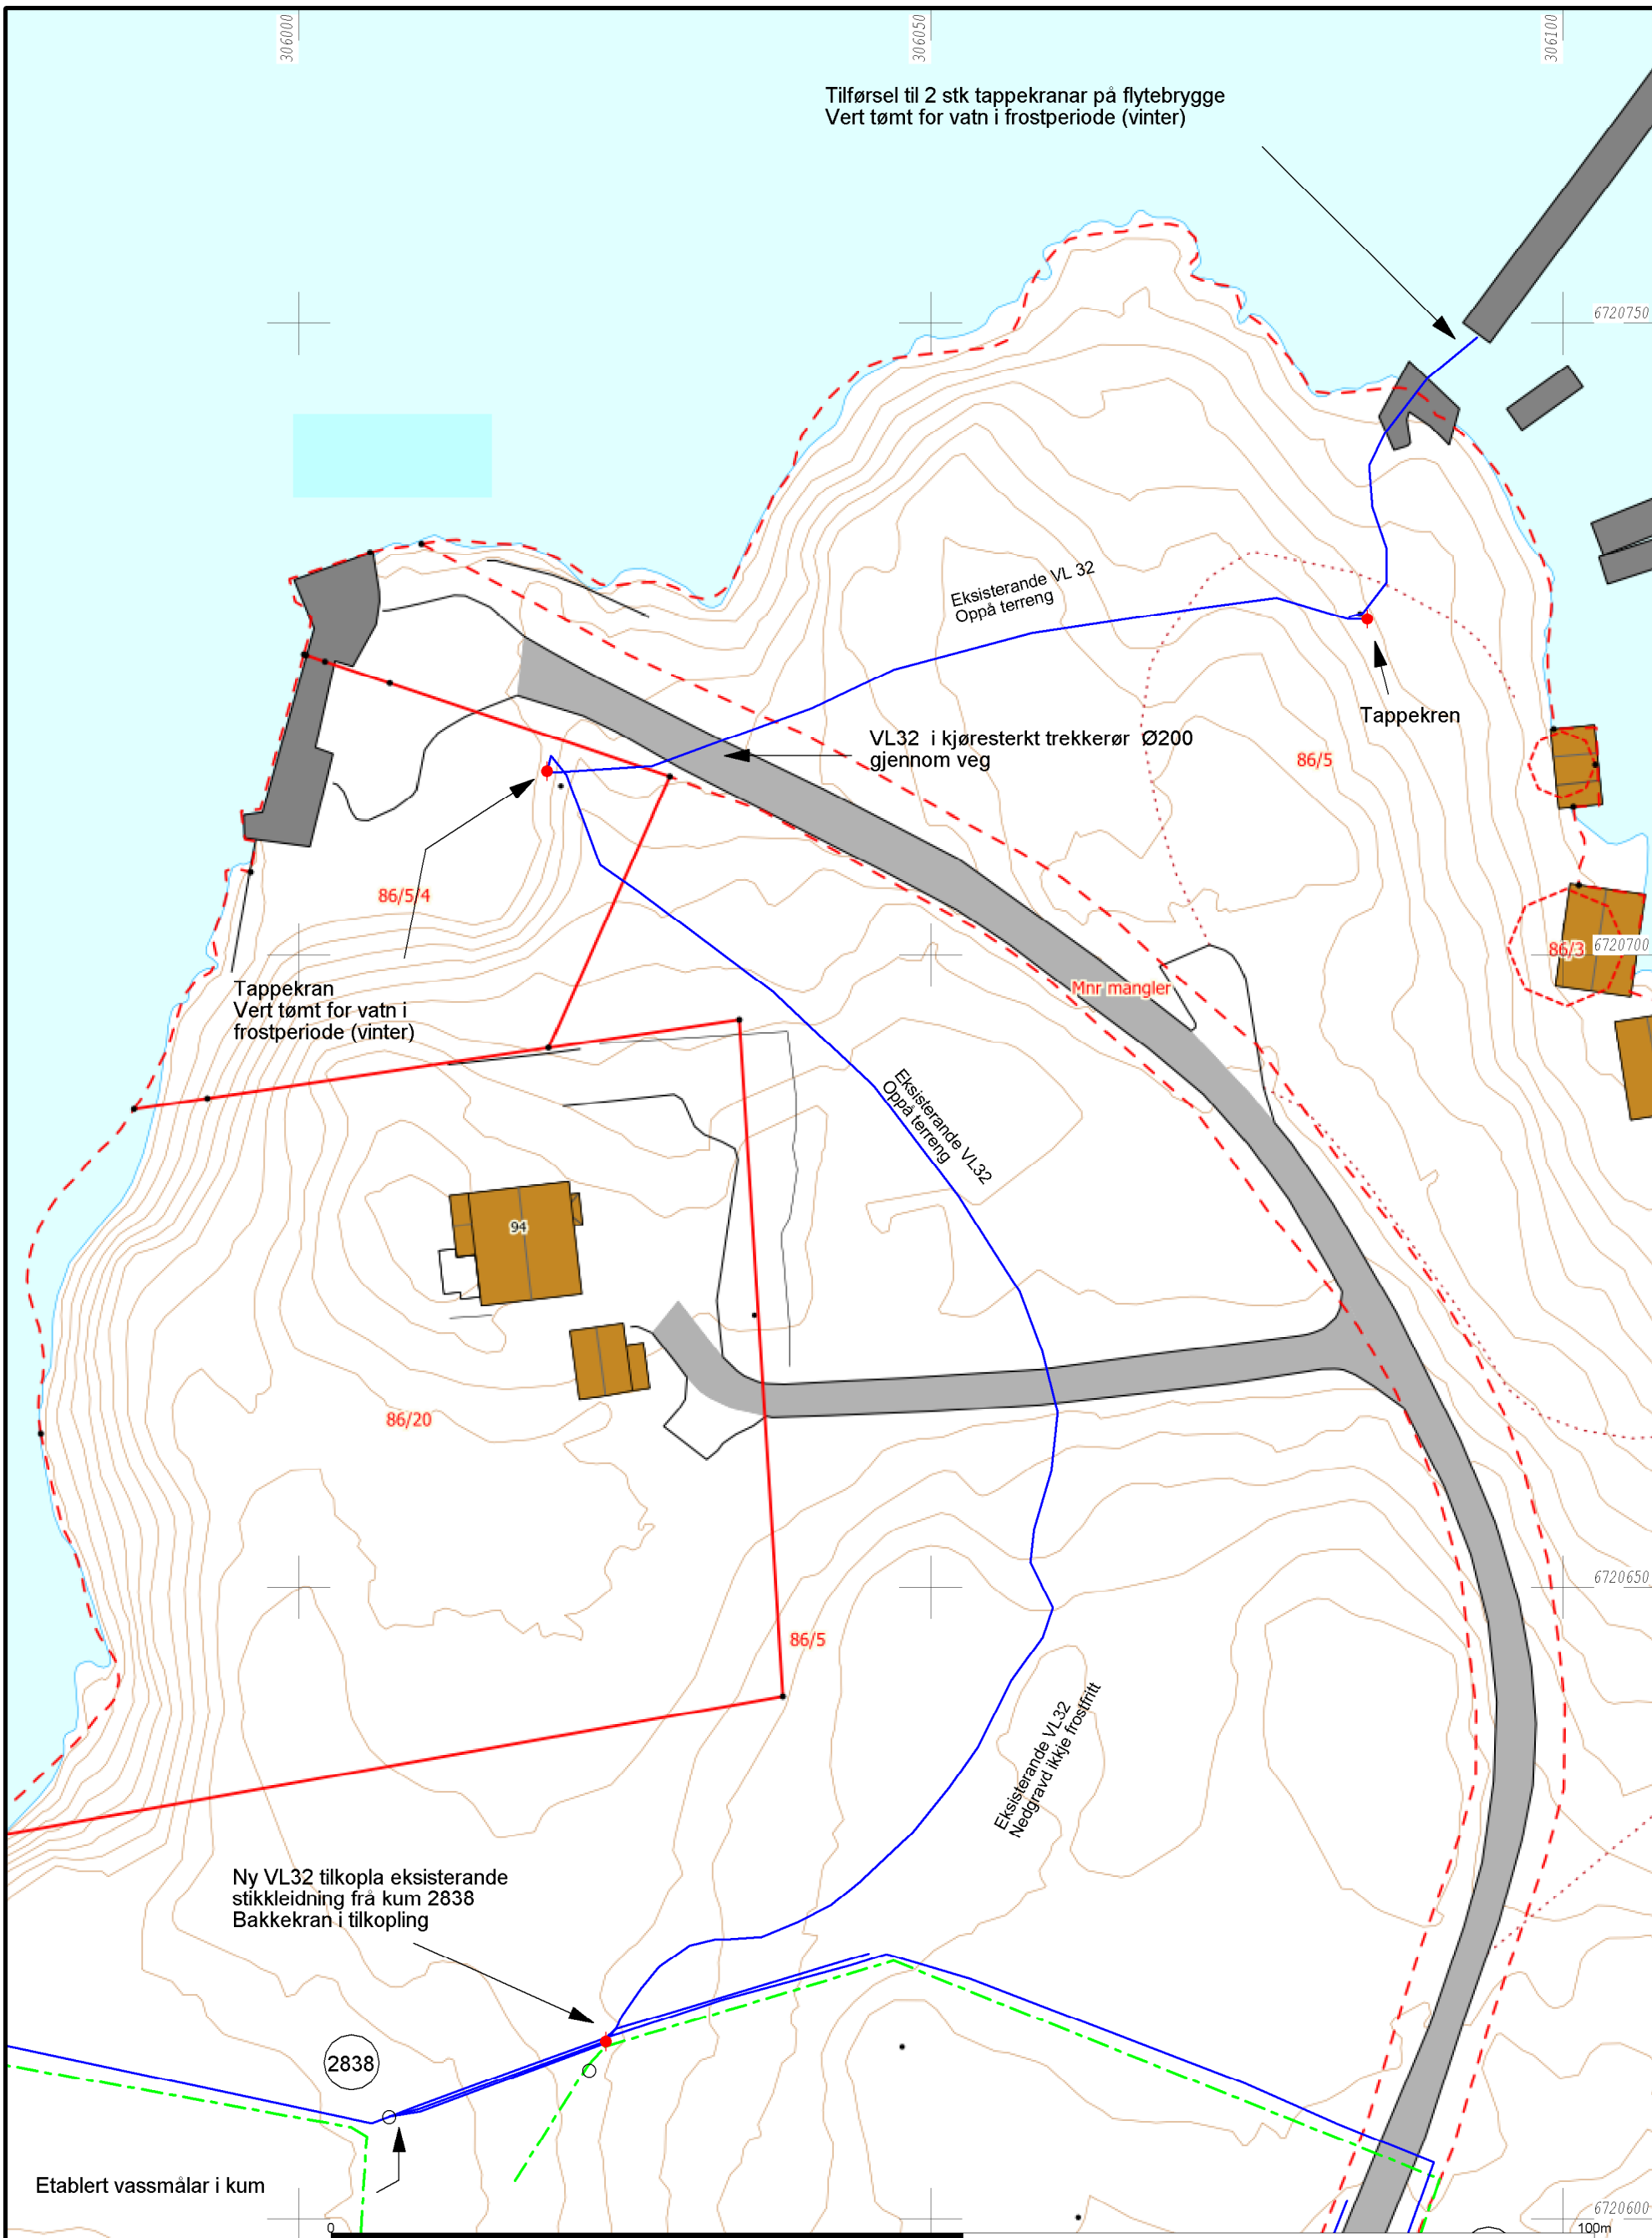 306000
306050
306100
Tilførsel til 2 stk tappekranar på flytebrygge
Vert tømt for vatn i frostperiode (vinter)
6720750
Eksisterande VL 32
Oppå terreng
Tappekren
VL32 i kjøresterkt trekkerør Ø200
gjennom veg
86/5
86/5/4
86/3
6720700
Mnr mangler
Tappekran
Vert tømt for vatn i
frostperiode (vinter)
Eksisterande VL32
Oppå terreng
94
86/20
6720650
86/5
Eksisterande VL32
Nedgravd ikkje frostfritt
Ny VL32 tilkopla eksisterande
stikkleidning frå kum 2838
Bakkekran i tilkopling
2838
Etablert vassmålar i kum
6720600
0
100m